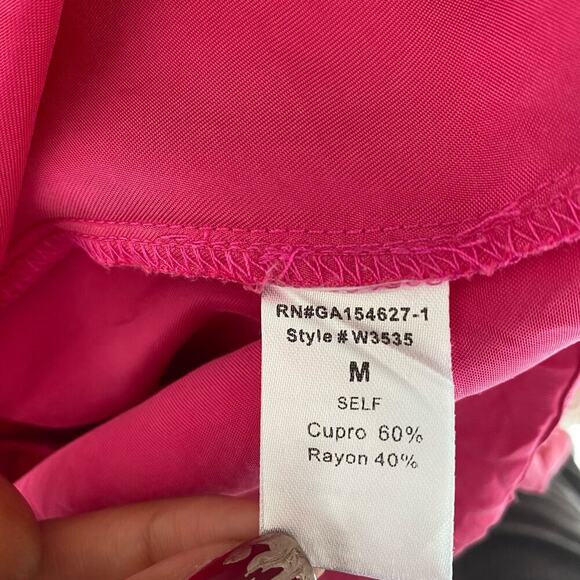 RN#GA154627-1
Style # W3535
M
SELF
Cupro 60%
Rayon 40%